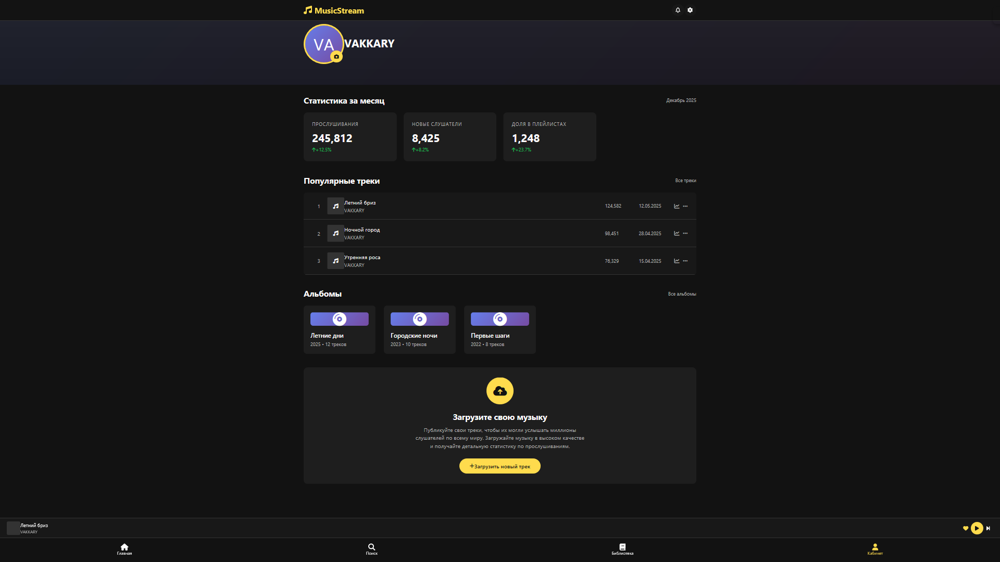 MusicStream
VA
VAKKARY
Статистика за месяц
Декабрь 2025
ПРОСЛУШИВАНИЯ
245,812
+12.5%
НОВЫЕ СЛУШАТЕЛИ
8,425
+8.2%
ДОЛЯ В ПЛЕЙЛИСТАХ
1,248
+23.7%
Популярные треки
Все треки
1
Летний бриз
VAKKARY
124,582
12.05.2025
2
Ночной город
VAKKARY
98,451
28.04.2025
3
Утренняя роса
VAKKARY
76,329
15.04.2025
Альбомы
Все альбомы
Летние дни
2025 • 12 треков
Городские ночи
2023 • 10 треков
Первые шаги
2022 • 8 треков
Загрузите свою музыку
Публикуйте свои треки, чтобы их могли услышать миллионы
слушателей по всему миру. Загружайте музыку в высоком качестве
и получайте детальную статистику по прослушиваниям.
+Загрузить новый трек
Летний бриз
VAKKARY
Главная
Поиск
Библиотека
Кабинет